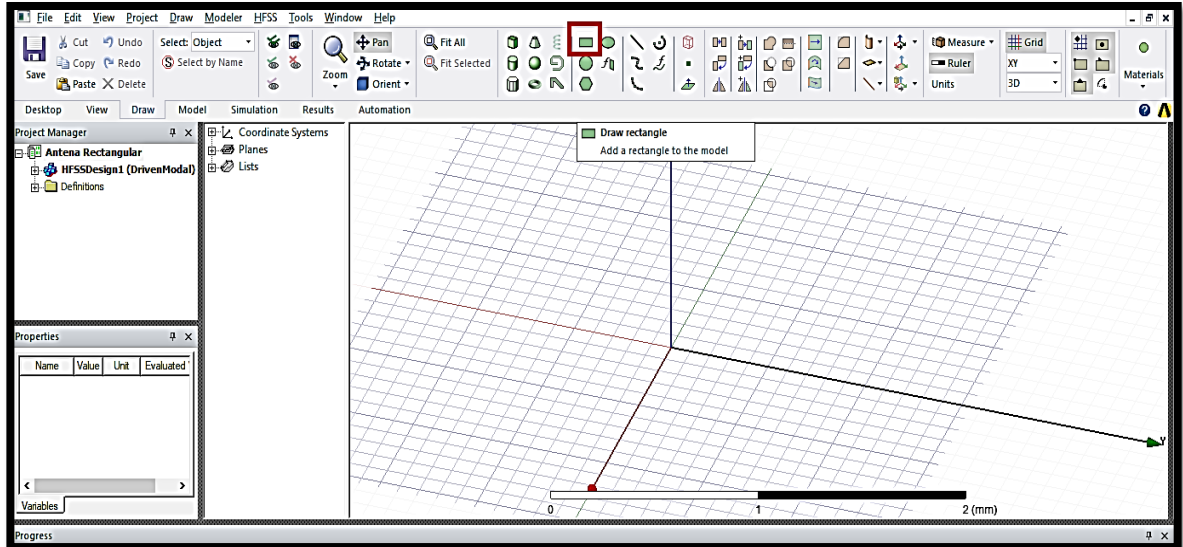 File Edit View Project Draw Modeler HFSS Tools Window Help
Save
Cut Undo
Copy Redo
Paste Delete
Select: Object
Select by Name
Zoom
Pan
Rotate
Orient
Fit All
Fit Selected
Measure
Ruler
Units
Grid
XY
3D
Materials
Desktop View Draw Model Simulation Results Automation
Project Manager
Antena Rectangular
HFSSDesign1 (DrivenModal)
Definitions
Coordinate Systems
Planes
Lists
Draw rectangle
Add a rectangle to the model
Properties
Name Value Unit Evaluated
Variables
Y
0 1 2 (mm)
Progress